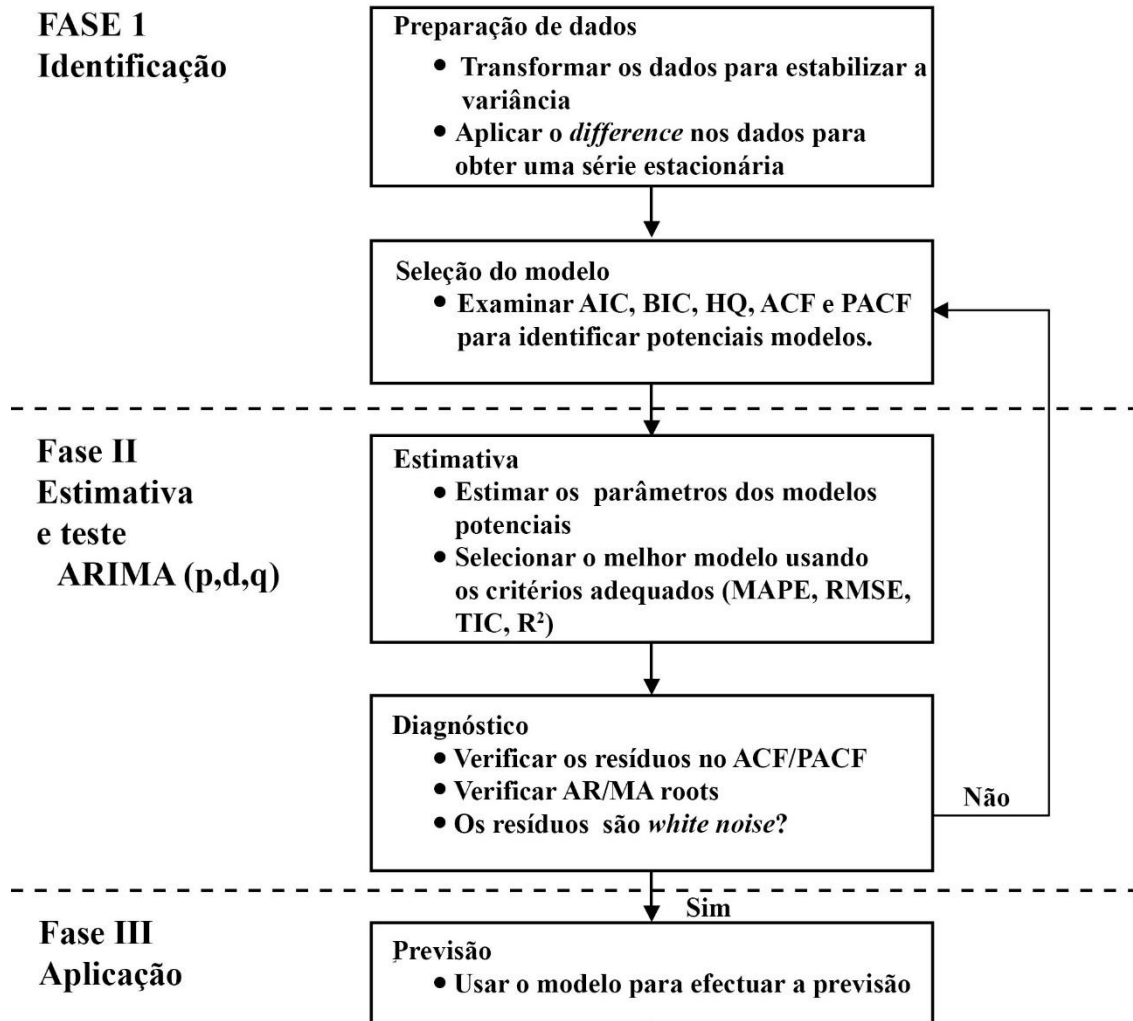 FASE 1
Identificação
Preparação de dados
• Transformar os dados para estabilizar a
variância
• Aplicar o difference nos dados para
obter uma série estacionária
Seleção do modelo
• Examinar AIC, BIC, HQ, ACF e PACF
para identificar potenciais modelos.
Fase II
Estimativa
e teste
ARIMA (p,d,q)
Estimativa
• Estimar os parâmetros dos modelos
potenciais
• Selecionar o melhor modelo usando
os critérios adequados (MAPE, RMSE,
TIC, R²)
Diagnóstico
• Verificar os resíduos no ACF/PACF
• Verificar AR/MA roots
• Os resíduos são white noise?
Não
Sim
Fase III
Aplicação
Previsão
• Usar o modelo para efectuar a previsão